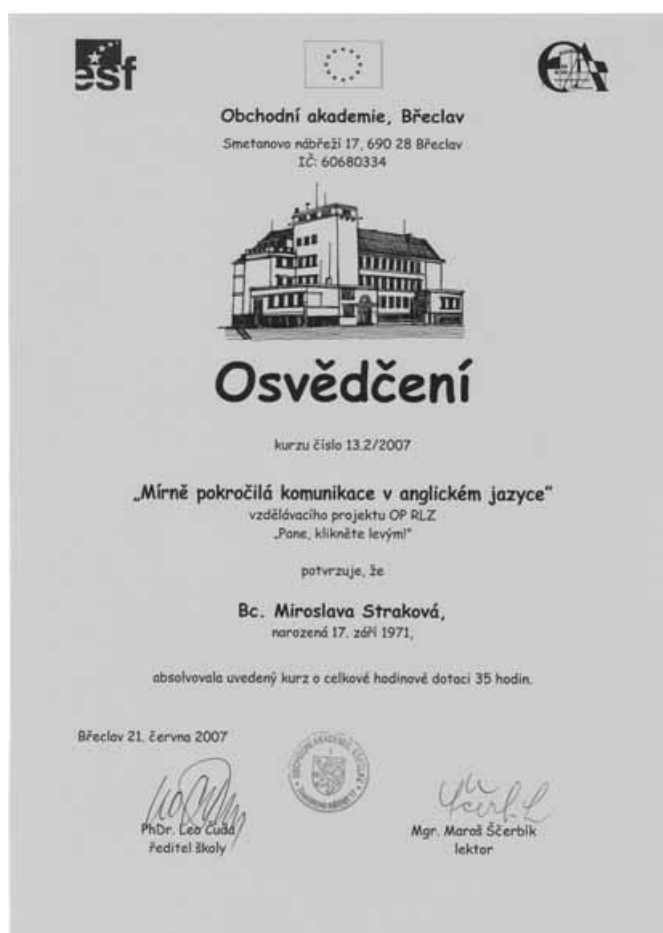 esf
Obchodní akademie, Břeclav
Smetanovo nábřeží 17, 690 28 Břeclav
IČ: 60680334
Osvědčení
kurzu číslo 13.2/2007
„Mírně pokročilá komunikace v anglickém jazyce"
vzdělávacího projektu OP RLZ
„Pane, klikněte levým!"
potvrzuje, že
Bc. Miroslava Straková,
narozená 17. září 1971,
absolvovala uvedený kurz o celkové hodinové dotaci 35 hodin.
Břeclav 21. června 2007
PhDr. Leo Čuda
ředitel školy
Mgr. Maroš Ščerbík
lektor